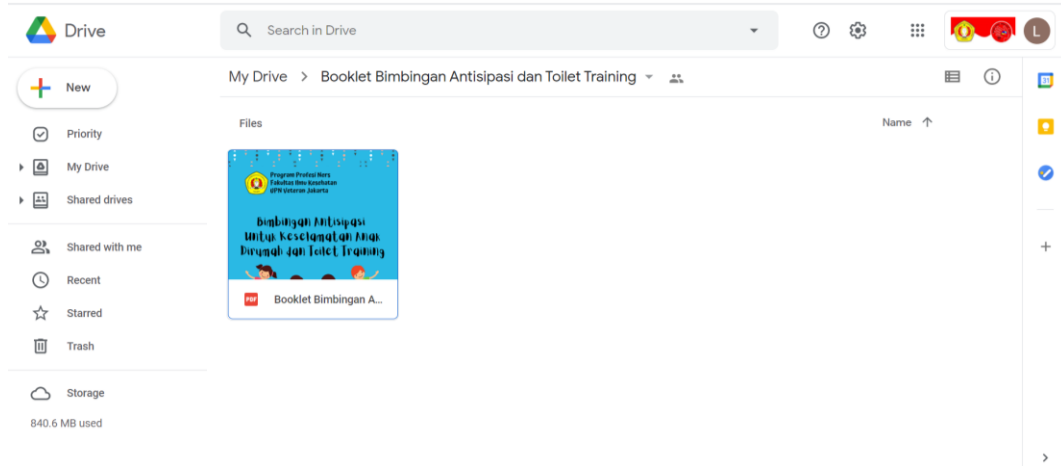 Drive
Search in Drive
L
New
My Drive > Booklet Bimbingan Antisipasi dan Toilet Training
31
Priority
My Drive
Shared drives
Shared with me
Recent
Starred
Trash
Storage
840.6 MB used
Files
Name
Program Profesi Ners
Fakultas Ilmu Kesehatan
UPN Veteran Jakarta
Bimbingan Antisipasi
Untuk Keselamatan Anak
Dirumah dan Toilet Training
PDF
Booklet Bimbingan A...